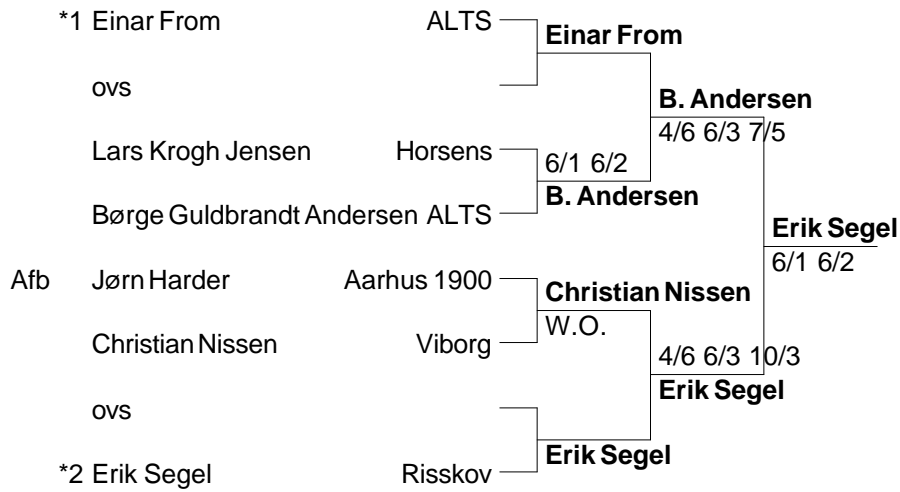 *1 Einar From ALTS
Einar From
ovs
B. Andersen
4/6 6/3 7/5
Lars Krogh Jensen Horsens
6/1 6/2
B. Andersen
Børge Guldbrandt Andersen ALTS
Erik Segel
6/1 6/2
Afb Jørn Harder Aarhus 1900
Christian Nissen
W.O.
Christian Nissen Viborg
4/6 6/3 10/3
Erik Segel
ovs
Erik Segel
*2 Erik Segel Risskov